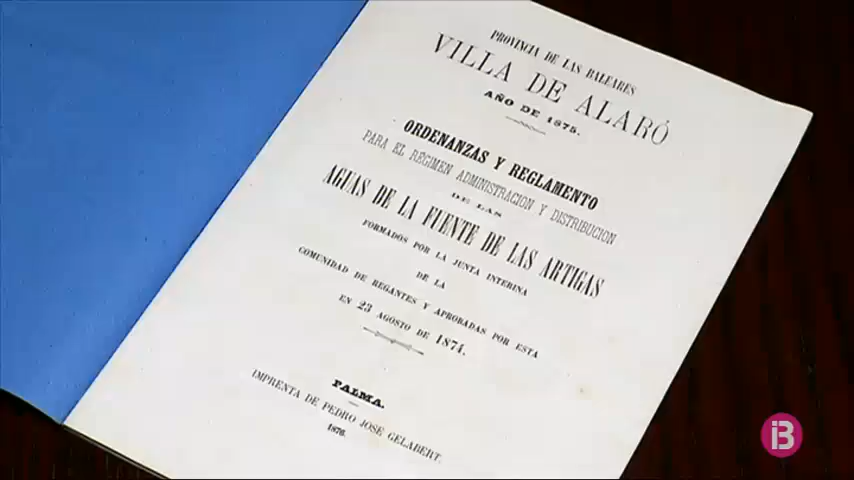 PROVINCIA DE LAS BALEARES
VILLA DE ALARÓ
AÑO DE 1875.
ORDENANZAS Y REGLAMENTO
PARA EL RÉGIMEN ADMINISTRACION Y DISTRIBUCION
DE LAS
AGUAS DE LA FUENTE DE LAS ARTIGAS
FORMADOS POR LA JUNTA INTERINA
DE LA
COMUNIDAD DE REGANTES Y APROBADAS POR ESTA
EN 23 AGOSTO DE 1874.
PALMA.
IMPRENTA DE PEDRO JOSÉ GELABERT.
1876.
IB